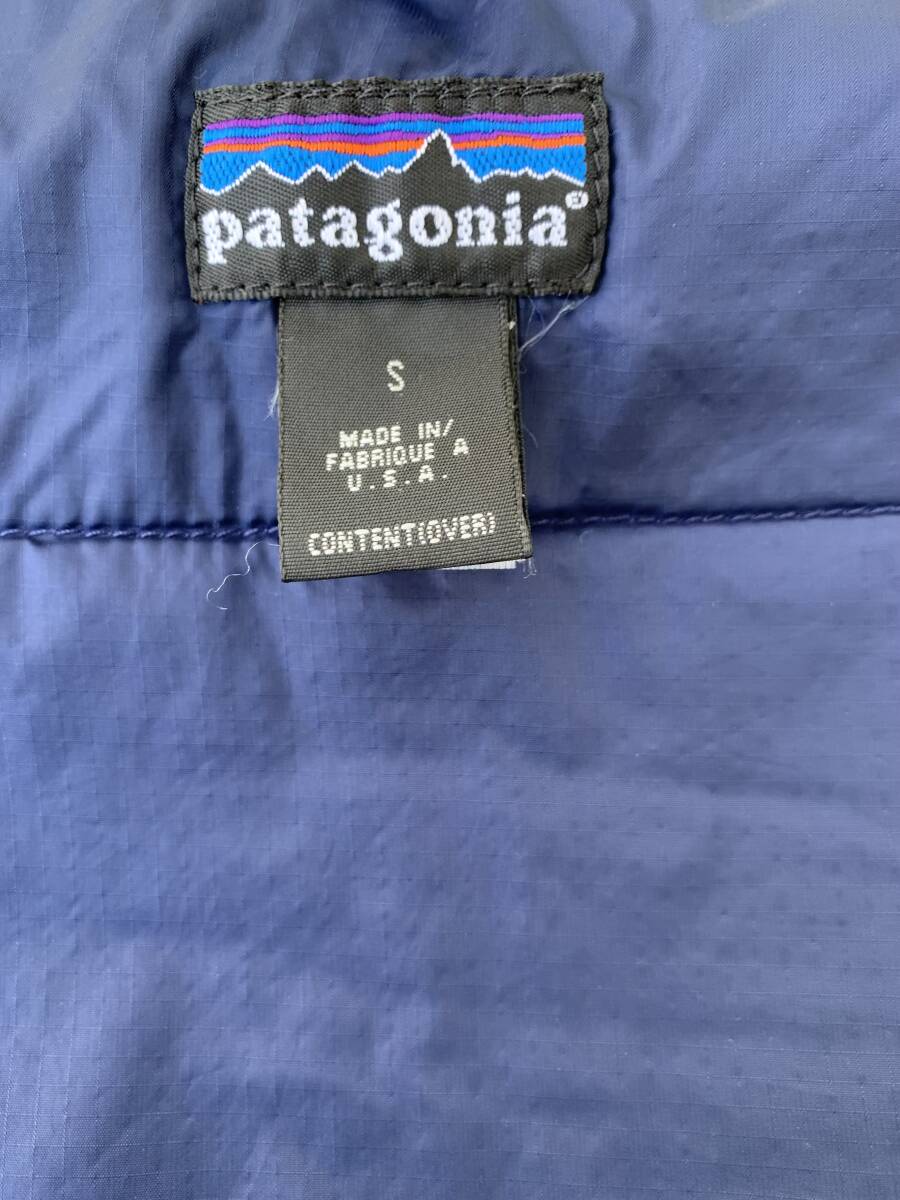 patagonia®
S
MADE IN/
FABRIQUE A
U.S.A.
CONTENT(OVER)